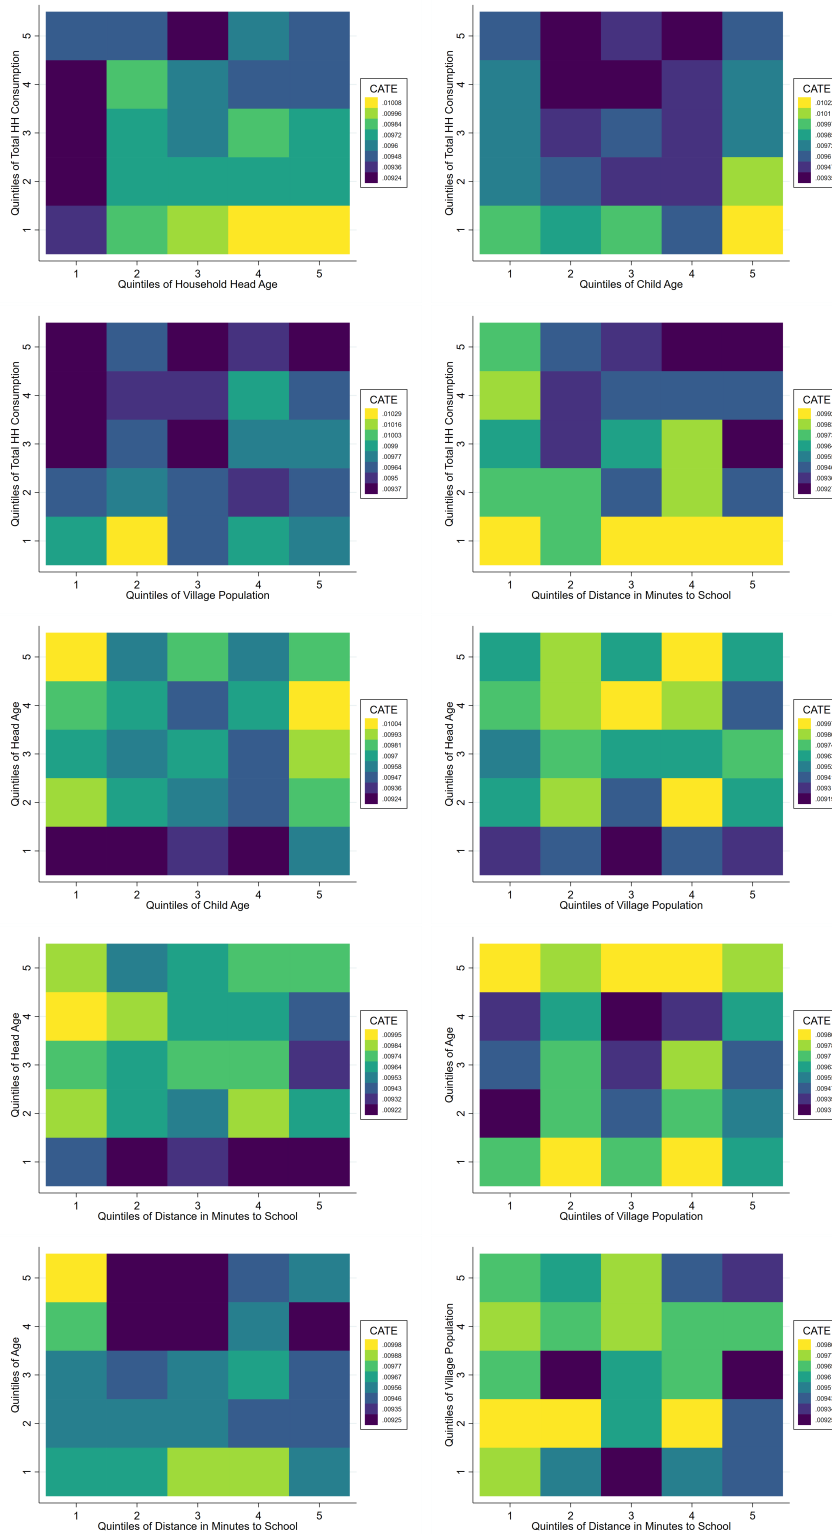 Quintiles of Total HH Consumption
5
4
3
2
1
1 2 3 4 5
Quintiles of Household Head Age
CATE
.01008
.00996
.00984
.00972
.0096
.00948
.00936
.00924
Quintiles of Total HH Consumption
5
4
3
2
1
1 2 3 4 5
Quintiles of Child Age
CATE
.0101
.0096
Quintiles of Total HH Consumption
5
4
3
2
1
1 2 3 4 5
Quintiles of Village Population
CATE
.01029
.01016
.01003
.0099
.00977
.00964
.0095
.00937
Quintiles of Total HH Consumption
5
4
3
2
1
1 2 3 4 5
Quintiles of Distance in Minutes to School
CATE
Quintiles of Head Age
5
4
3
2
1
1 2 3 4 5
Quintiles of Child Age
CATE
.01004
.00993
.00981
.0097
.00958
.00947
.00936
.00924
Quintiles of Head Age
5
4
3
2
1
1 2 3 4 5
Quintiles of Village Population
CATE
.0093
Quintiles of Head Age
5
4
3
2
1
1 2 3 4 5
Quintiles of Distance in Minutes to School
CATE
.00995
.00984
.00974
.00964
.00953
.00943
.00932
.00922
Quintiles of Age
5
4
3
2
1
1 2 3 4 5
Quintiles of Village Population
CATE
.0097
Quintiles of Age
5
4
3
2
1
1 2 3 4 5
Quintiles of Distance in Minutes to School
CATE
.00998
.00988
.00977
.00967
.00956
.00946
.00935
.00925
Quintiles of Village Population
5
4
3
2
1
1 2 3 4 5
Quintiles of Distance in Minutes to School
CATE
.0096